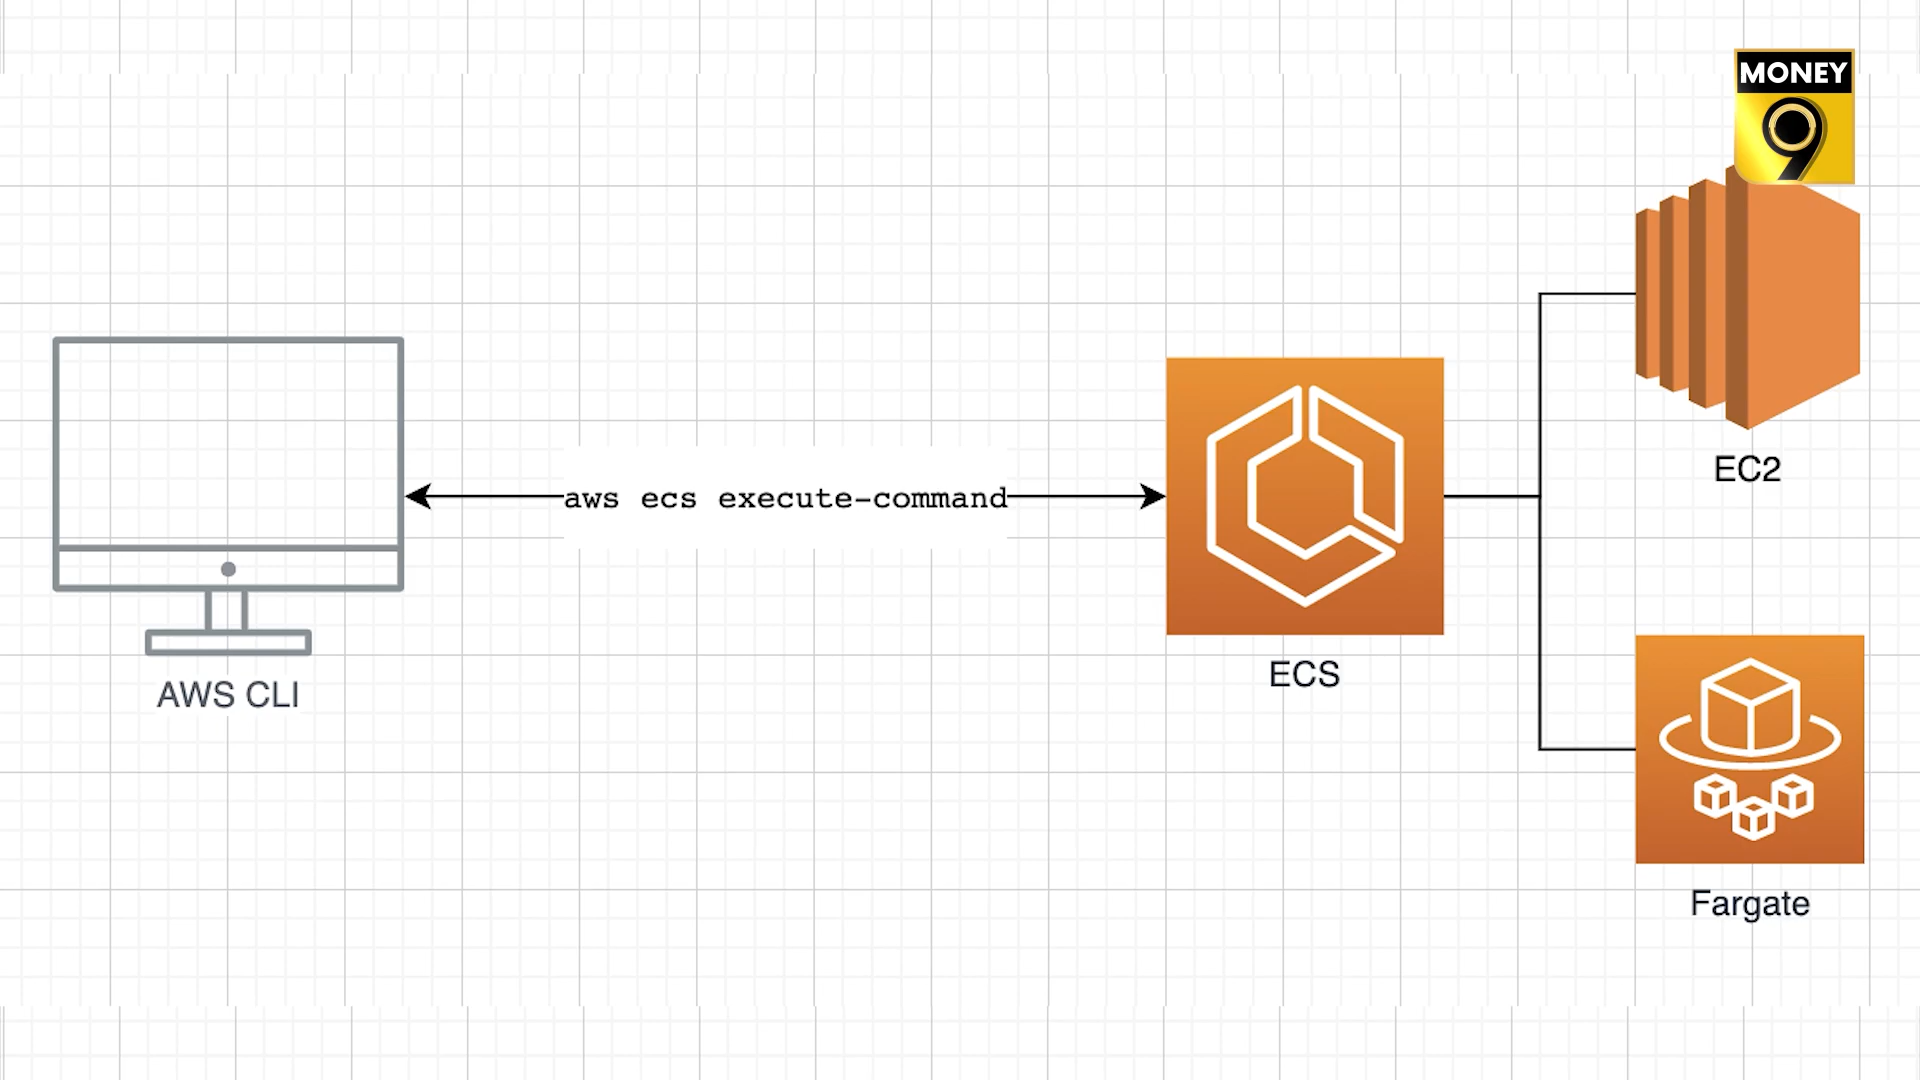 MONEY
9
aws ecs execute-command
EC2
ECS
AWS CLI
Fargate